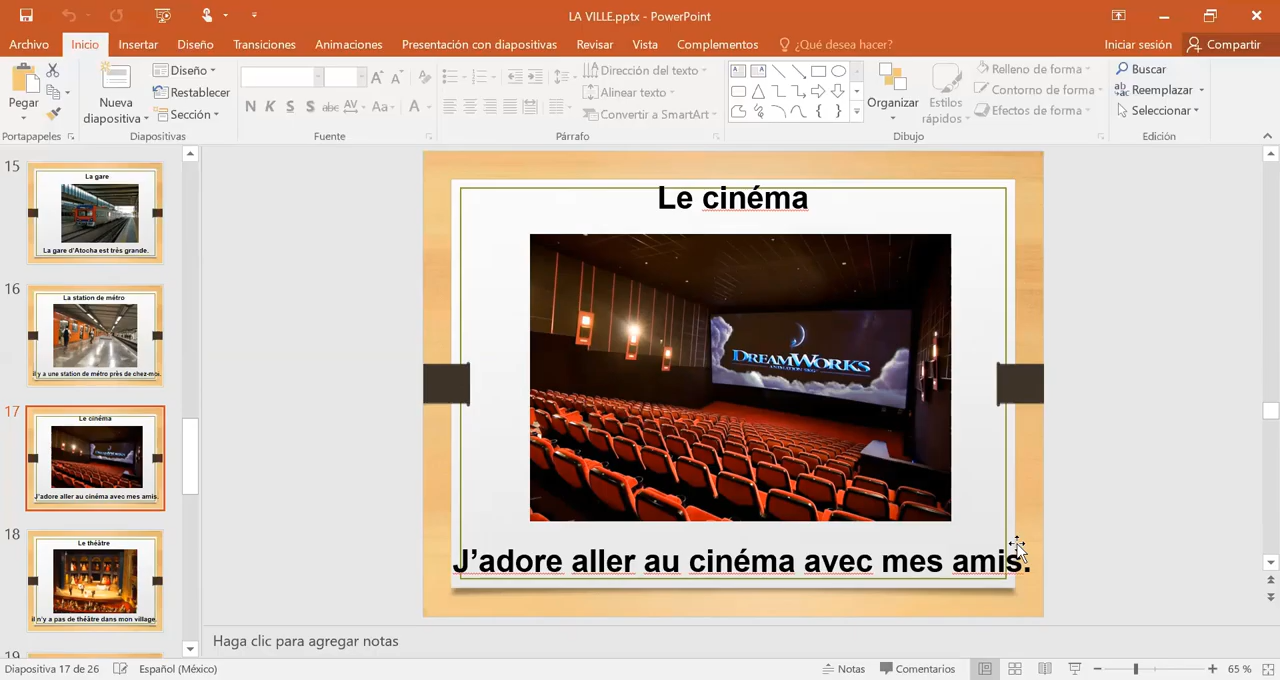 LA VILLE.pptx - PowerPoint
Archivo Inicio Insertar Diseño Transiciones Animaciones Presentación con diapositivas Revisar Vista Complementos ¿Qué desea hacer? Iniciar sesión Compartir
Pegar
Nueva diapositiva
Diseño
Restablecer
Sección
N K S S abc AV Aa A
Dirección del texto
Alinear texto
Convertir a SmartArt
Organizar
Estilos rápidos
Relleno de forma
Contorno de forma
Efectos de forma
Buscar
Reemplazar
Seleccionar
Portapapeles Diapositivas Fuente Párrafo Dibujo Edición
15
La gare
La gare d'Atocha est très grande.
16
La station de métro
il y a une station de métro près de chez-moi.
17
Le cinéma
J'adore aller au cinéma avec mes amis.
18
Le théâtre
il n'y a pas de théâtre dans mon village.
19
Le cinéma
DREAMWORKS
ANIMATION SKG
J’adore aller au cinéma avec mes amis.
Haga clic para agregar notas
Diapositiva 17 de 26 Español (México) Notas Comentarios 65 %